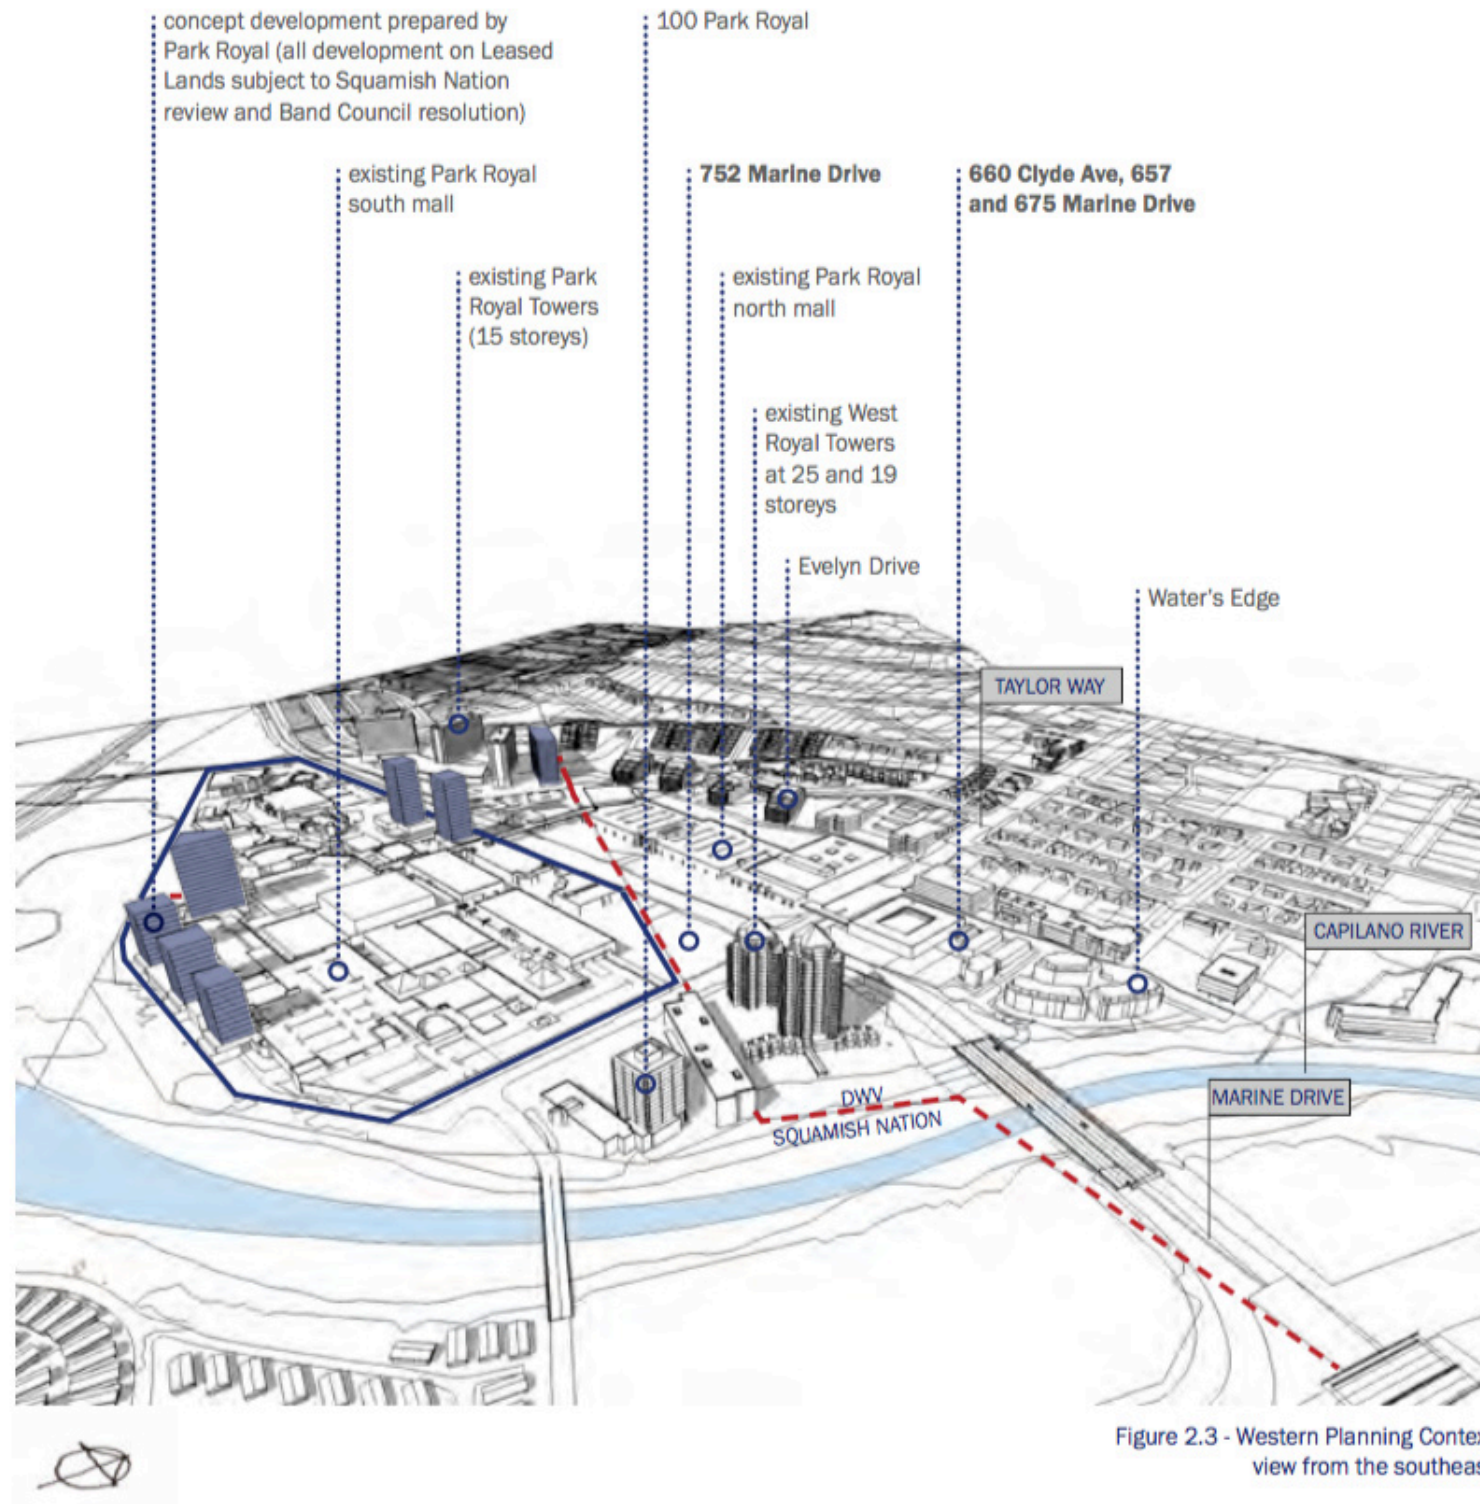 concept development prepared by
Park Royal (all development on Leased
Lands subject to Squamish Nation
review and Band Council resolution)
100 Park Royal
existing Park Royal
south mall
752 Marine Drive
660 Clyde Ave, 657
and 675 Marine Drive
existing Park
Royal Towers
(15 storeys)
existing Park Royal
north mall
existing West
Royal Towers
at 25 and 19
storeys
Evelyn Drive
Water's Edge
TAYLOR WAY
CAPILANO RIVER
MARINE DRIVE
DWV
SQUAMISH NATION
Figure 2.3 - Western Planning Contex
view from the southeas